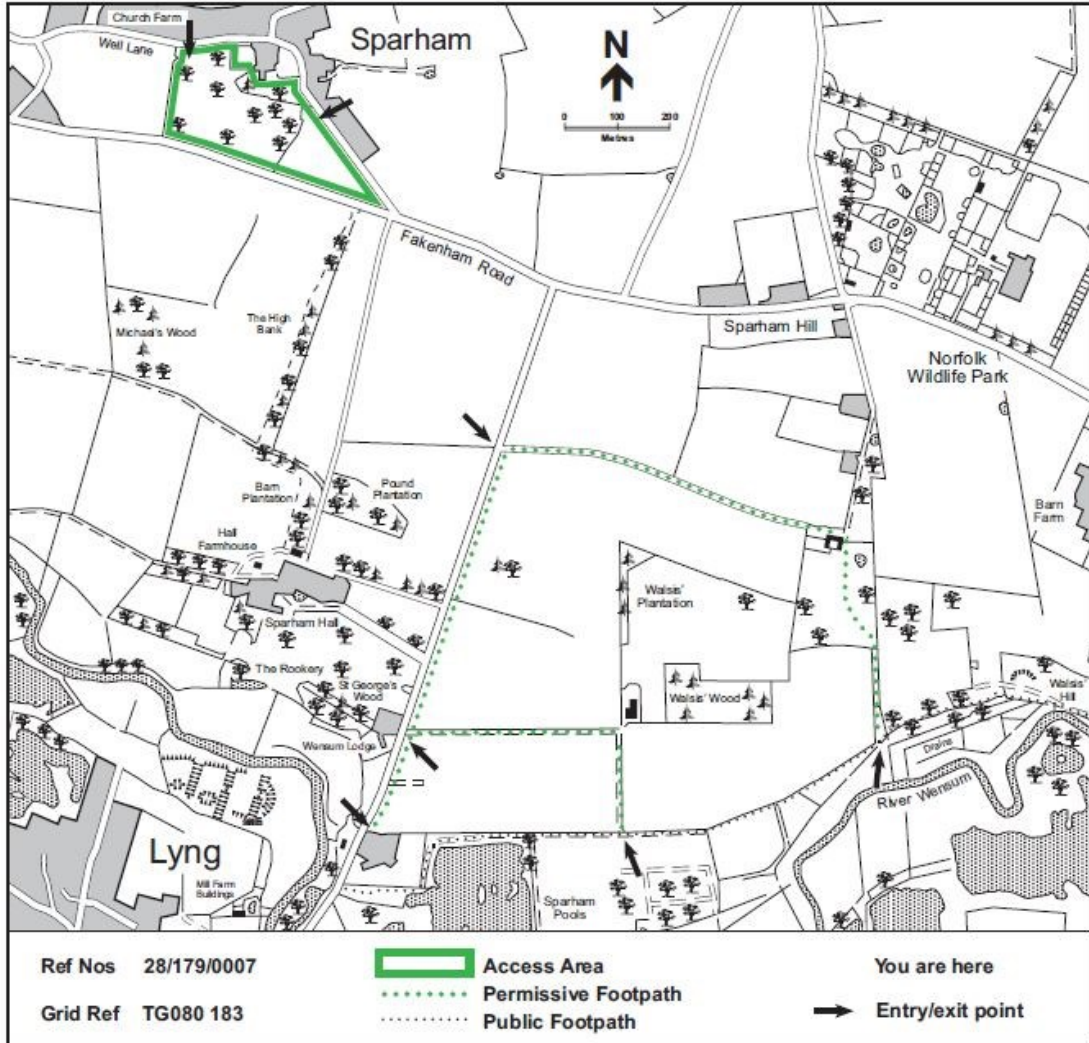 Church Farm
Well Lane
Sparham
N
0 100 200
Metres
Fakenham Road
Michael's Wood
The High
Bank
Sparham Hill
Norfolk
Wildlife Park
Barn
Plantation
Pound
Plantation
Barn
Farm
Hall
Farmhouse
Walsis'
Plantation
Sparham Hall
The Rookery
St George's
Wood
Walsis' Wood
Walsis'
Hill
Wensum Lodge
Drains
River Wensum
Lyng
Mill Farm
Buildings
Sparham
Pools
Ref Nos 28/179/0007
Grid Ref TG080 183
Access Area
Permissive Footpath
Public Footpath
You are here
Entry/exit point